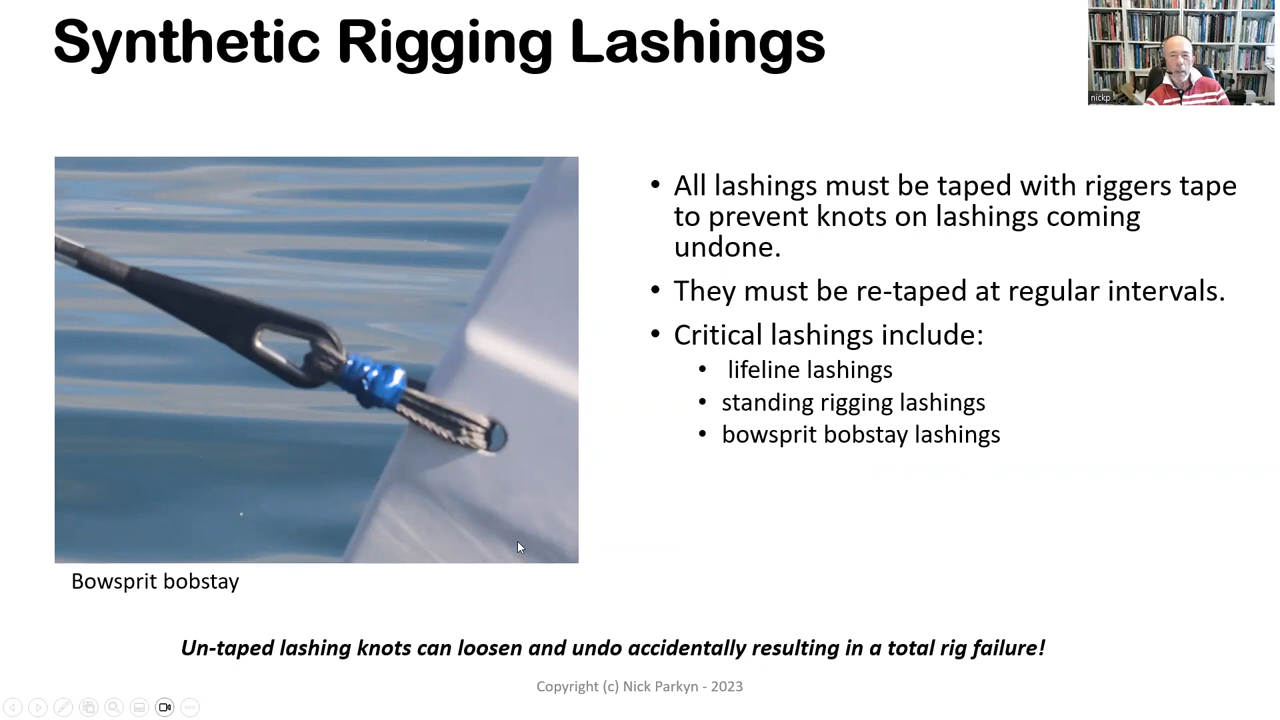 Synthetic Rigging Lashings
nickp
• All lashings must be taped with riggers tape
to prevent knots on lashings coming
undone.
• They must be re-taped at regular intervals.
• Critical lashings include:
• lifeline lashings
• standing rigging lashings
• bowsprit bobstay lashings
Bowsprit bobstay
Un-taped lashing knots can loosen and undo accidentally resulting in a total rig failure!
Copyright (c) Nick Parkyn - 2023